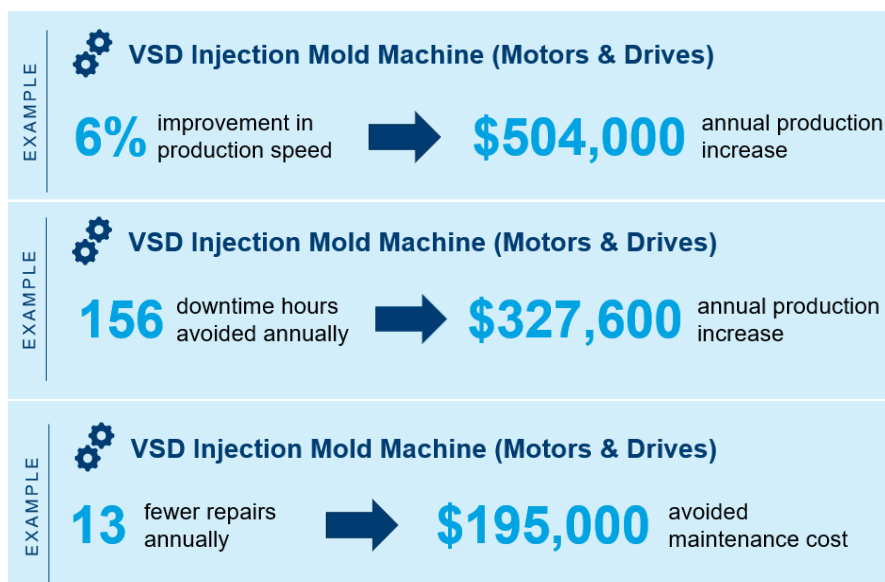 EXAMPLE
VSD Injection Mold Machine (Motors & Drives)
6%
improvement in
production speed
$504,000
annual production
increase
EXAMPLE
VSD Injection Mold Machine (Motors & Drives)
156
downtime hours
avoided annually
$327,600
annual production
increase
EXAMPLE
VSD Injection Mold Machine (Motors & Drives)
13
fewer repairs
annually
$195,000
avoided
maintenance cost